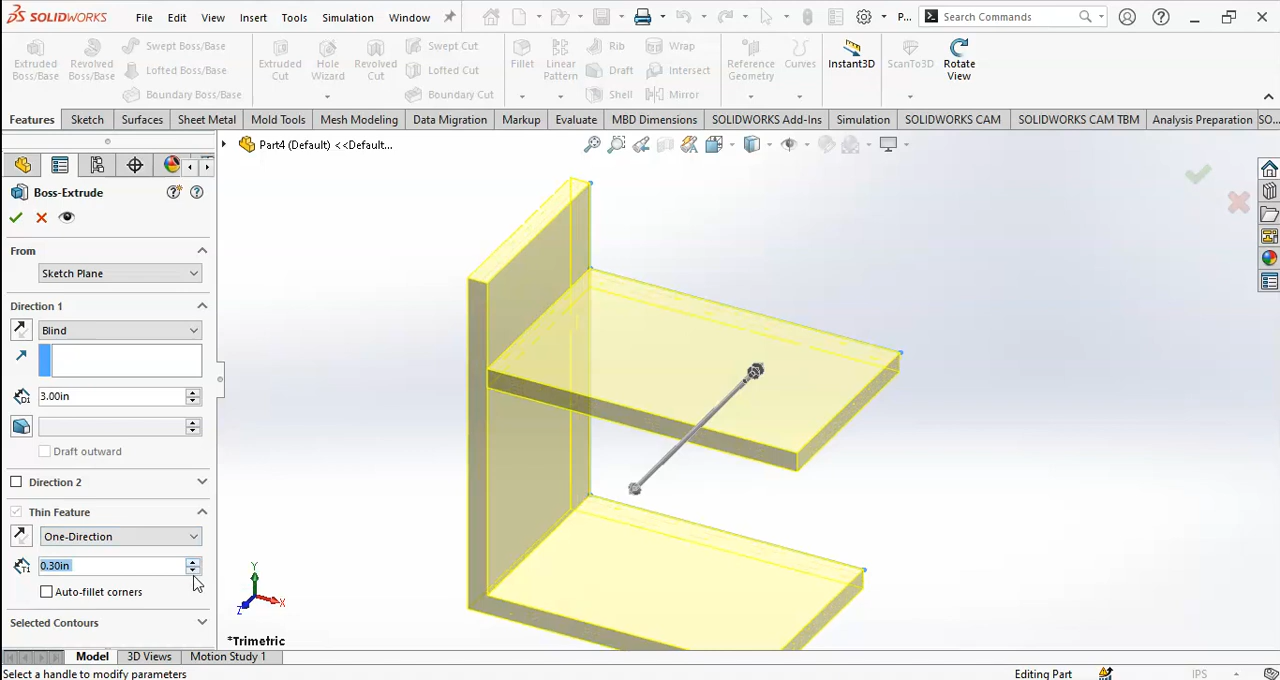 SOLIDWORKS File Edit View Insert Tools Simulation Window P... Search Commands
Extruded Boss/Base
Revolved Boss/Base
Swept Boss/Base
Lofted Boss/Base
Boundary Boss/Base
Extruded Cut
Hole Wizard
Revolved Cut
Swept Cut
Lofted Cut
Boundary Cut
Fillet
Linear Pattern
Rib
Draft
Shell
Wrap
Intersect
Mirror
Reference Geometry
Curves
Instant3D
ScanTo3D
Rotate View
Features Sketch Surfaces Sheet Metal Mold Tools Mesh Modeling Data Migration Markup Evaluate MBD Dimensions SOLIDWORKS Add-Ins Simulation SOLIDWORKS CAM SOLIDWORKS CAM TBM Analysis Preparation SO...
Part4 (Default) <<Default...
Boss-Extrude
From
Sketch Plane
Direction 1
Blind
3.00in
Draft outward
Direction 2
Thin Feature
One-Direction
0.30in
Auto-fillet corners
Selected Contours
Y
X
Z
*Trimetric
Model 3D Views Motion Study 1
Select a handle to modify parameters Editing Part IPS